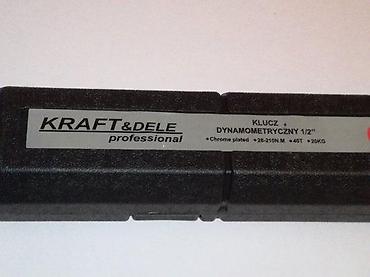 KRAFT&DELE
professional
KLUCZ
DYNAMOMETRYCZNY 1/2"
•Chrome plated •28-210N.M •45T •20KG